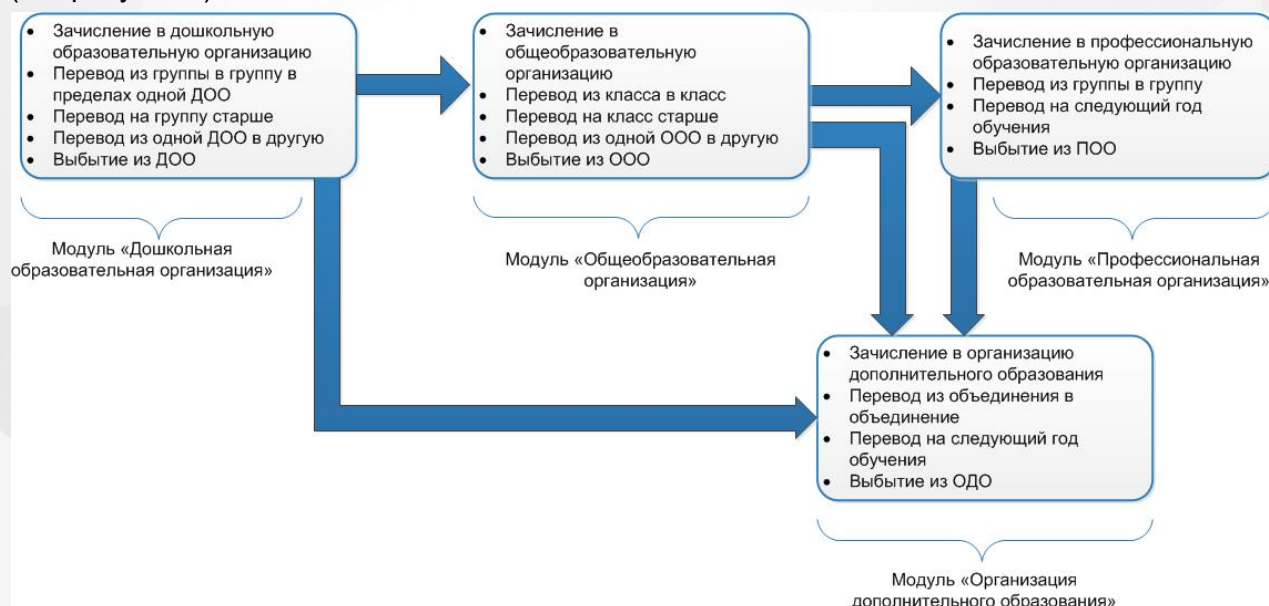 Зачисление в дошкольную
образовательную организацию
Перевод из группы в группу в
пределах одной ДОО
Перевод на группу старше
Перевод из одной ДОО в другую
Выбытие из ДОО
Модуль «Дошкольная
образовательная организация»
Зачисление в
общеобразовательную
организацию
Перевод из класса в класс
Перевод на класс старше
Перевод из одной ООО в другую
Выбытие из ООО
Модуль «Общеобразовательная
организация»
Зачисление в профессиональную
образовательную организацию
Перевод из группы в группу
Перевод на следующий год
обучения
Выбытие из ПОО
Модуль «Профессиональная
образовательная организация»
Зачисление в организацию
дополнительного образования
Перевод из объединения в
объединение
Перевод на следующий год
обучения
Выбытие из ОДО
Модуль «Организация
дополнительного образования»